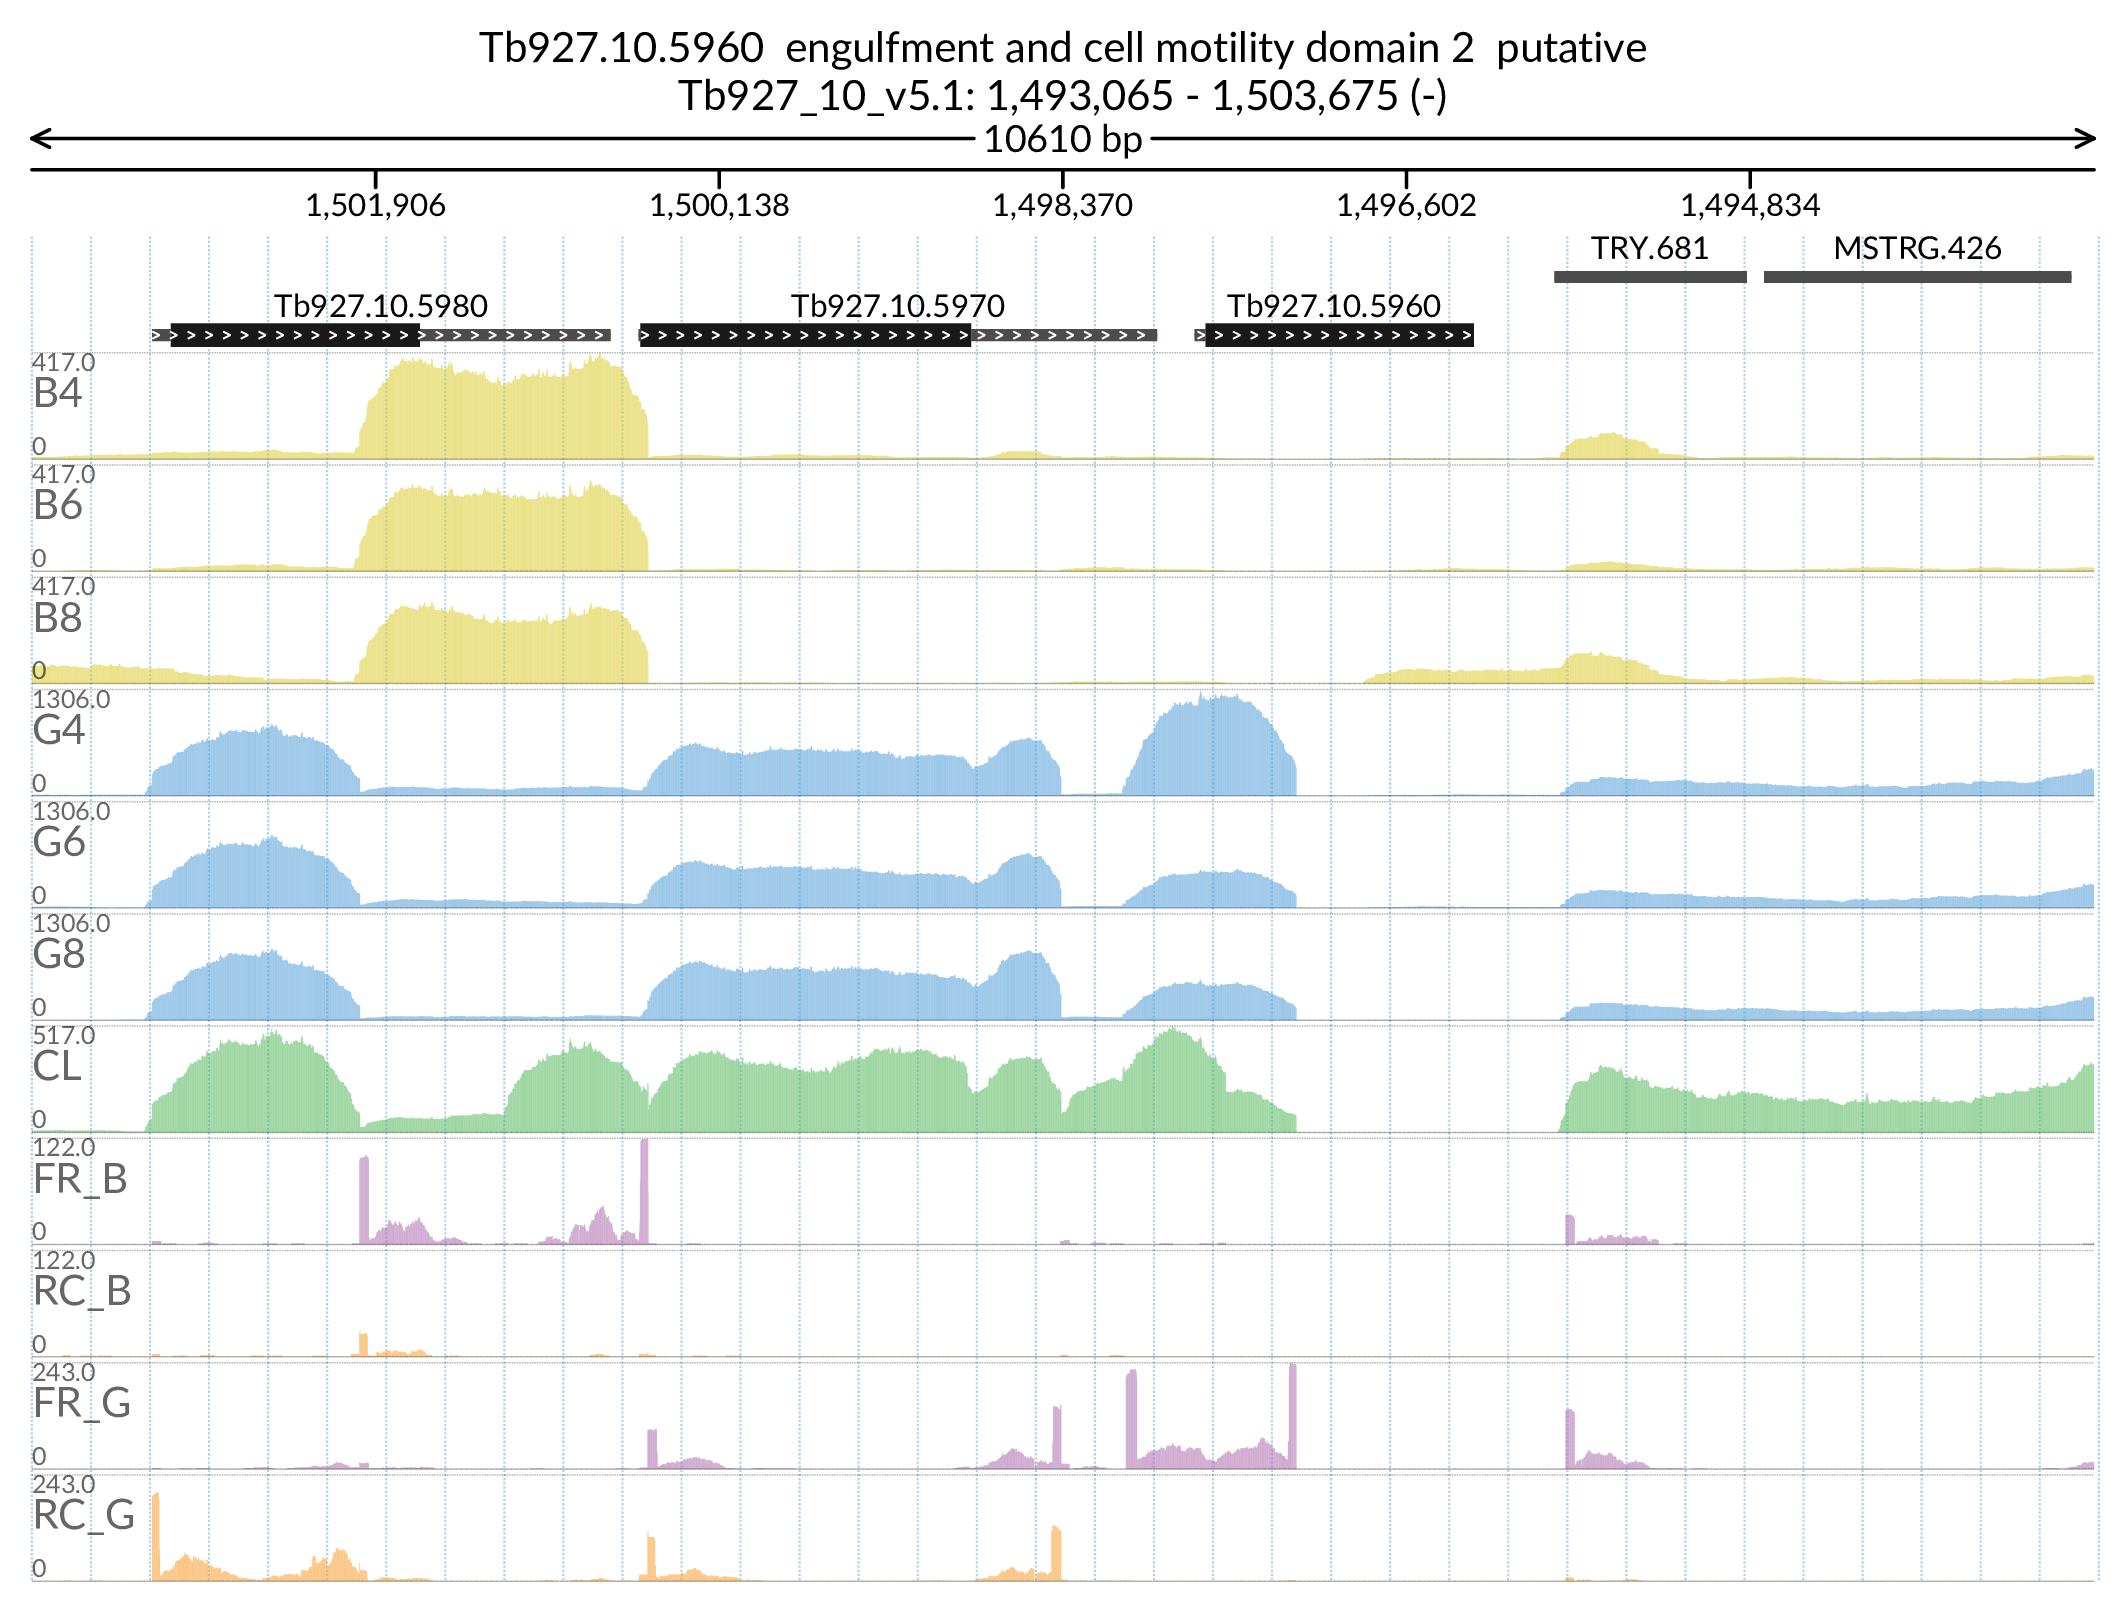 Tb927.10.5960  engulfment and cell motility domain 2  putative
Tb927_10_v5.1: 1,493,065 - 1,503,675 (-)
10610 bp
1,501,906 1,500,138 1,498,370 1,496,602 1,494,834
TRY.681 MSTRG.426
Tb927.10.5980 Tb927.10.5970 Tb927.10.5960
417.0
B4
0
417.0
B6
0
417.0
B8
0
1306.0
G4
0
1306.0
G6
0
1306.0
G8
0
517.0
CL
0
122.0
FR_B
0
122.0
RC_B
0
243.0
FR_G
0
243.0
RC_G
0